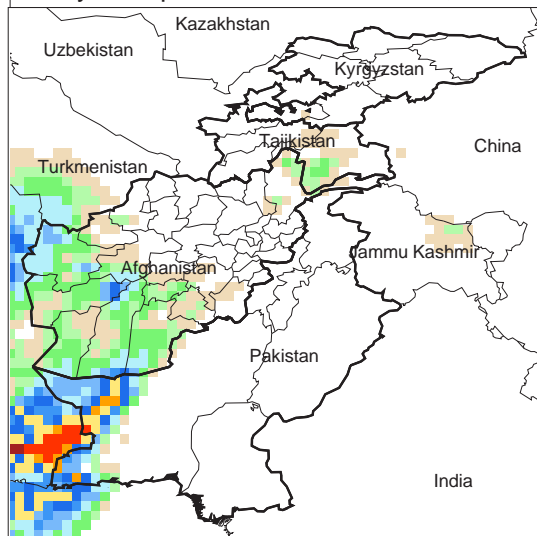 Kazakhstan
Uzbekistan
Kyrgyzstan
Tajikistan
China
Turkmenistan
Jammu Kashmir
Afghanistan
Pakistan
India